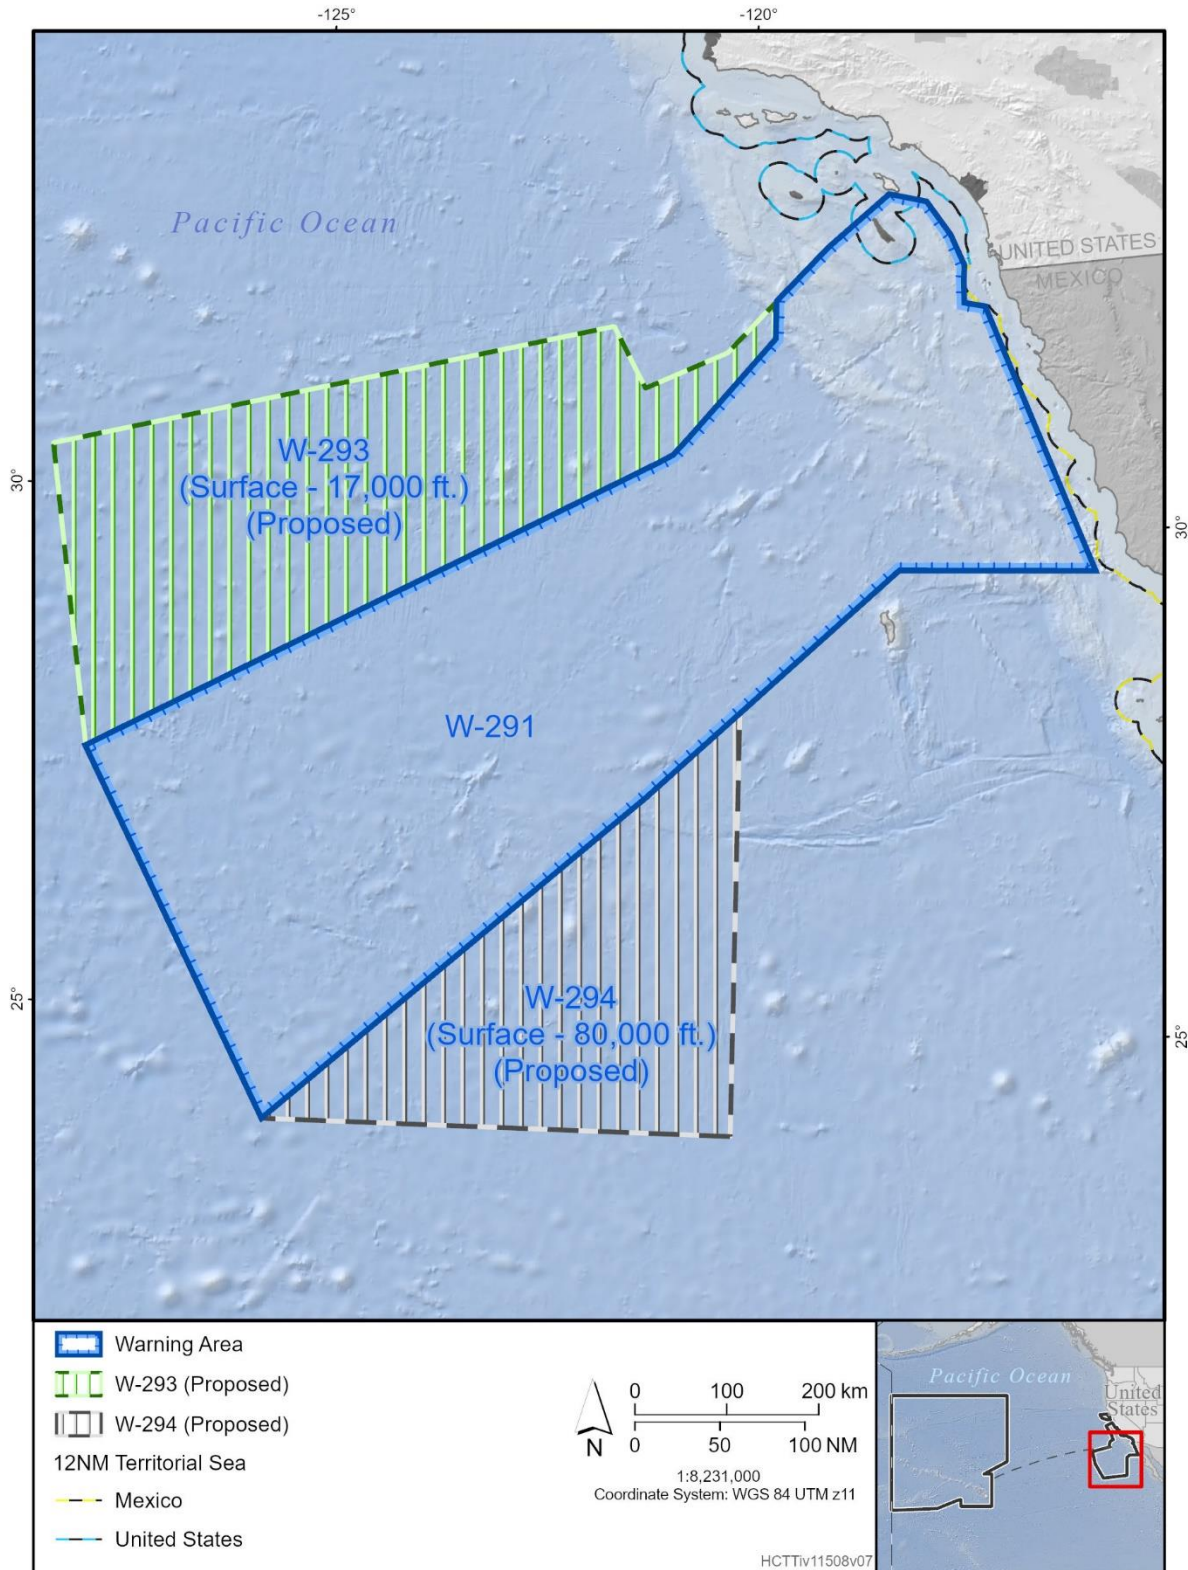 -125°
-120°
Pacific Ocean
UNITED STATES
MEXICO
W-293
(Surface - 17,000 ft.)
(Proposed)
30°
30°
W-291
W-294
(Surface - 80,000 ft.)
(Proposed)
25°
25°
Warning Area
W-293 (Proposed)
W-294 (Proposed)
12NM Territorial Sea
Mexico
United States
N
0 100 200 km
0 50 100 NM
1:8,231,000
Coordinate System: WGS 84 UTM z11
HCTTiv11508v07
Pacific Ocean
United
States